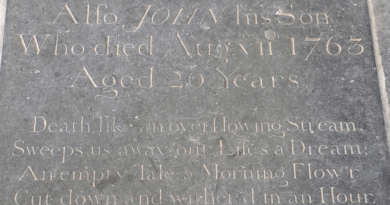 Also JOHN his Son
Who died Aug vii 1763
Aged 20 Years
Death, like an overflowing Stream,
Sweeps us away, our Life's a Dream;
An empty Tale; a Morning Flow'r
Cut down and wither'd in an Hour.